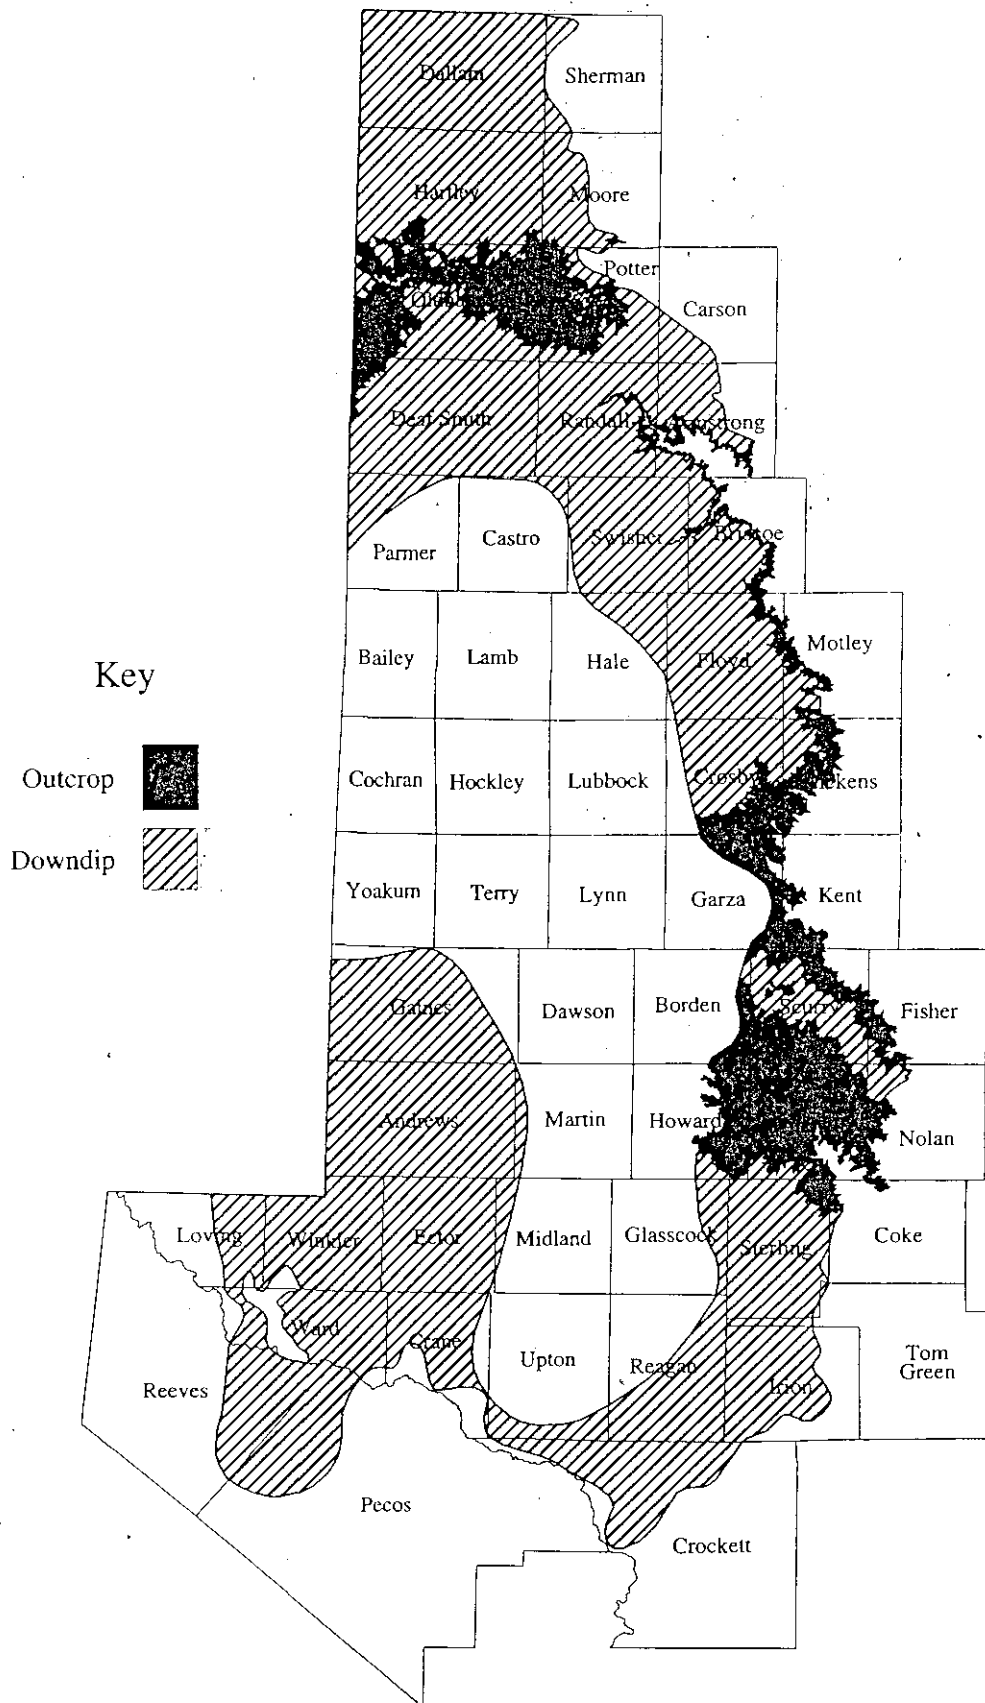 Dallam
Sherman
Hartley
Moore
Potter
Carson
Deaf Smith
Randall
Armstrong
Parmer
Castro
Swisher
Briscoe
Bailey
Lamb
Hale
Floyd
Motley
Key
Outcrop
Downdip
Cochran
Hockley
Lubbock
Crosby
Dickens
Yoakum
Terry
Lynn
Garza
Kent
Gaines
Dawson
Borden
Scurry
Fisher
Andrews
Martin
Howard
Nolan
Loving
Winkler
Ector
Midland
Glasscock
Sterling
Coke
Ward
Crane
Upton
Reagan
Irion
Tom
Green
Reeves
Pecos
Crockett